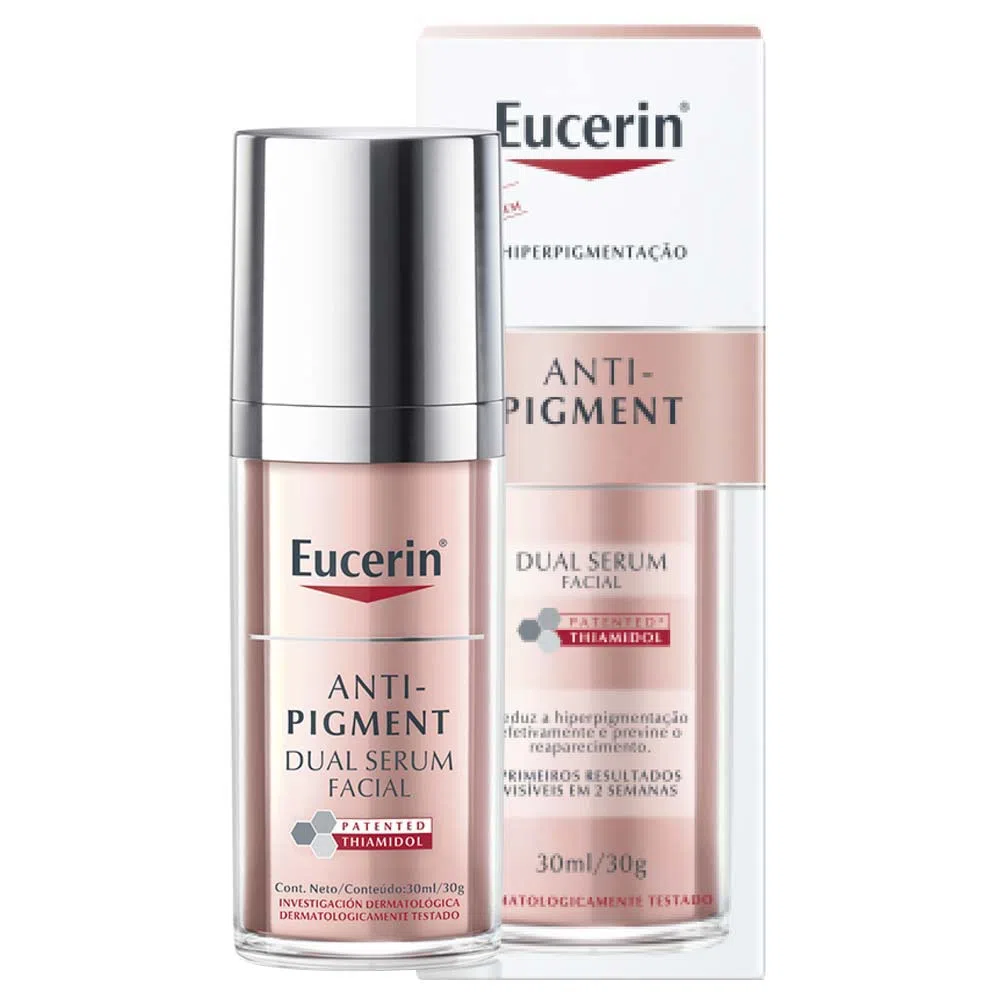 Eucerin®
ANTI-
PIGMENT
DUAL SERUM
FACIAL
PATENTED
THIAMIDOL
Cont. Neto/Conteúdo:30ml/30g
INVESTIGACIÓN DERMATOLÓGICA
DERMATOLOGICAMENTE TESTADO
Eucerin®
HIPERPIGMENTAÇÃO
ANTI-
PIGMENT
DUAL SERUM
FACIAL
PATENTED*
THIAMIDOL
eduz a hiperpigmentação
efetivamente e previne o
reaparecimento.
PRIMEIROS RESULTADOS
VISÍVEIS EM 2 SEMANAS
30ml/30g
MATOLOGICAMENTE TESTADO